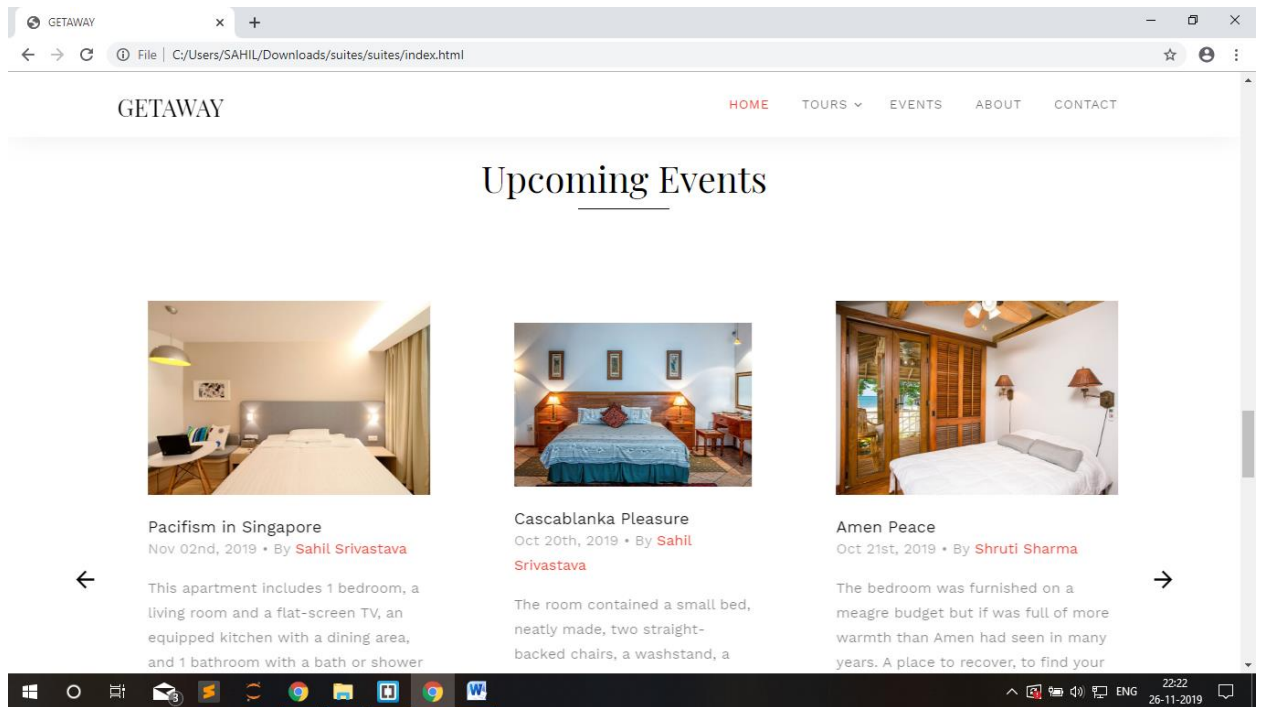 GETAWAY
File | C:/Users/SAHIL/Downloads/suites/suites/index.html
GETAWAY
HOME TOURS EVENTS ABOUT CONTACT
Upcoming Events
Pacifism in Singapore
Nov 02nd, 2019 • By Sahil Srivastava
This apartment includes 1 bedroom, a
living room and a flat-screen TV, an
equipped kitchen with a dining area,
and 1 bathroom with a bath or shower
Cascablanka Pleasure
Oct 20th, 2019 • By Sahil
Srivastava
The room contained a small bed,
neatly made, two straight-
backed chairs, a washstand, a
Amen Peace
Oct 21st, 2019 • By Shruti Sharma
The bedroom was furnished on a
meagre budget but if was full of more
warmth than Amen had seen in many
years. A place to recover, to find your
3
W
ENG
22:22
26-11-2019